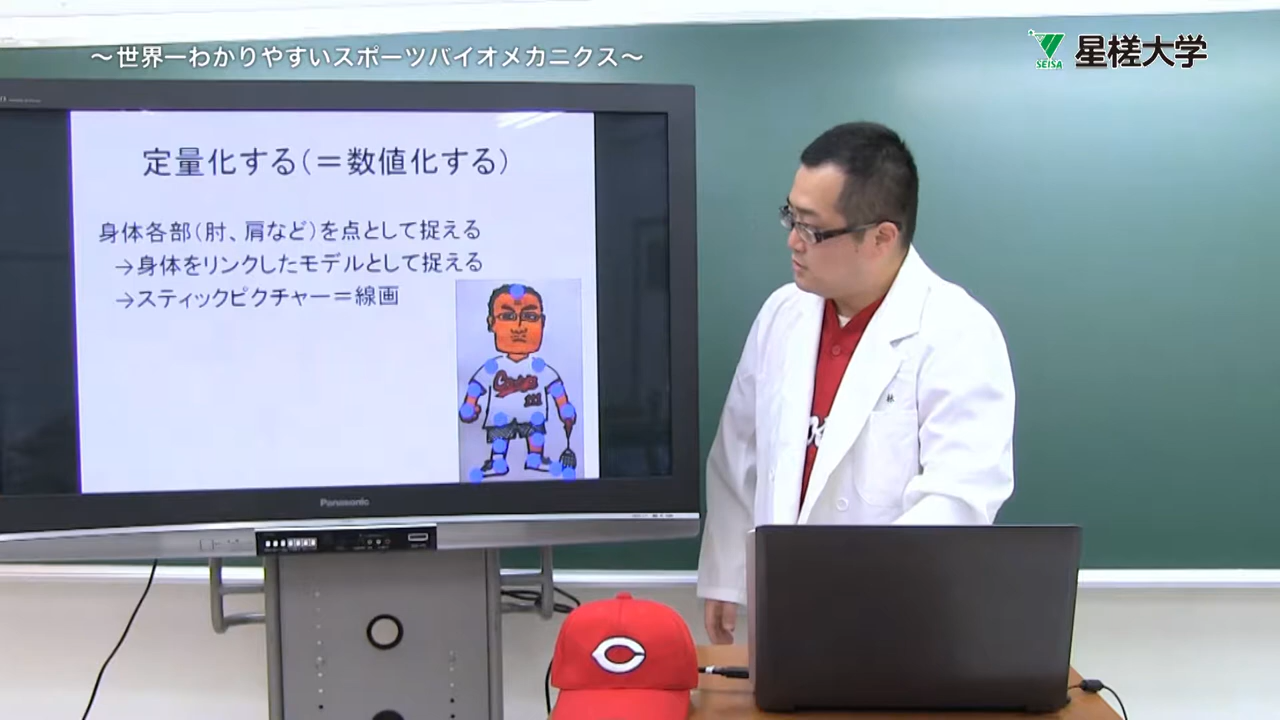 ～世界一わかりやすいスポーツバイオメカニクス～
SEISA
星槎大学
定量化する(＝数値化する)
身体各部(肘、肩など)を点として捉える
→身体をリンクしたモデルとして捉える
→スティックピクチャー＝線画
Carp
111
Panasonic
林
C